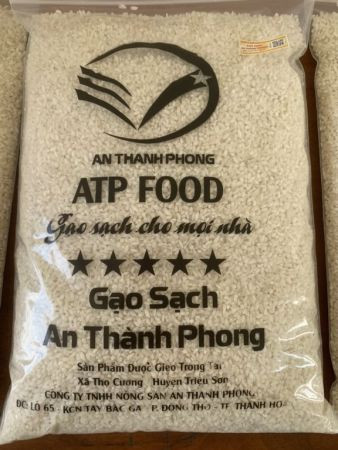 AN THANH PHONG
ATP FOOD
Gạo sạch cho mọi nhà
Gạo Sạch
An Thành Phong
Sản Phẩm Được Gieo Trồng Tại
Xã Thọ Cường - Huyện Triệu Sơn
CÔNG TY TNHH NÔNG SẢN AN THÀNH PHONG
ĐC: LÔ 65 - KCN TÂY BẮC GA - P. ĐÔNG THỌ - TP. THANH HOÁ